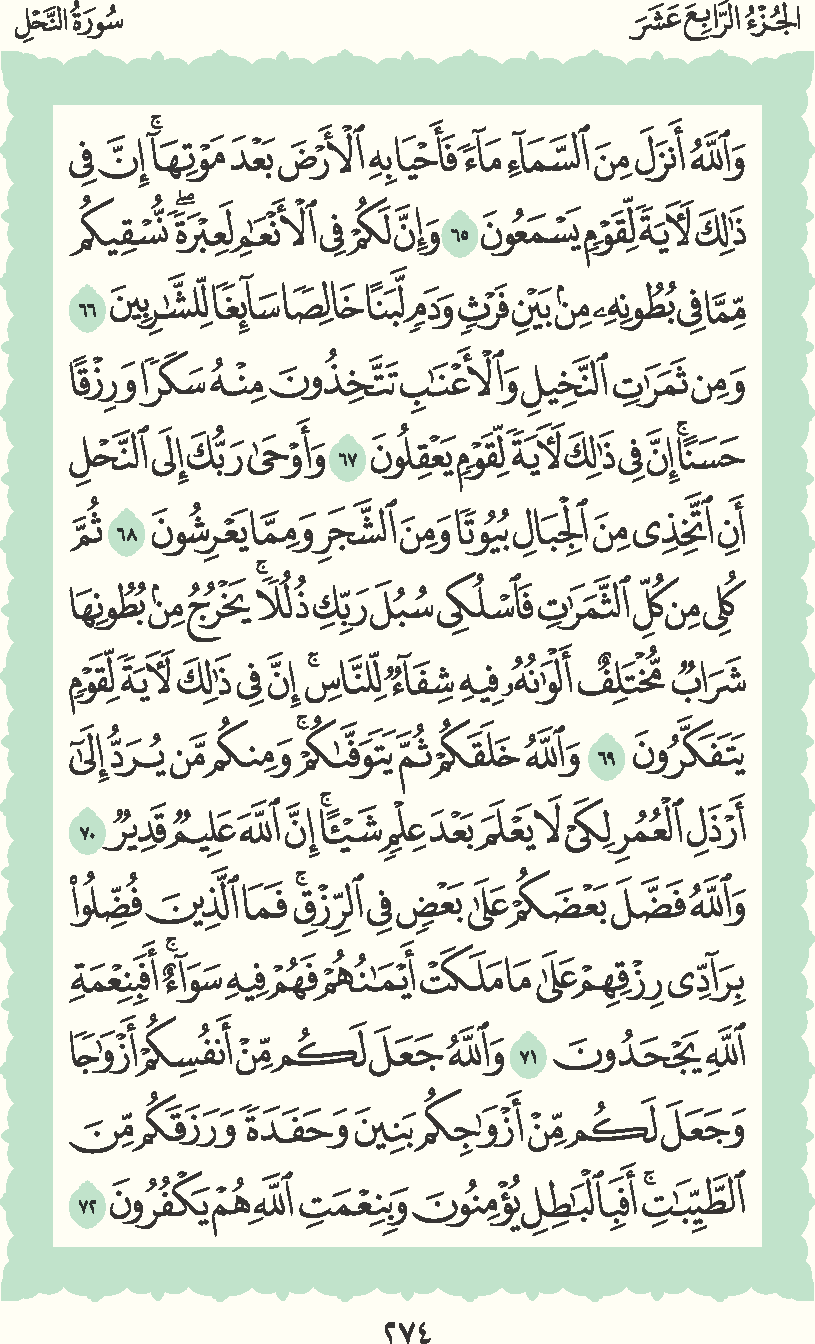 الجُزْءُ الرَّابِعَ عَشَرَ
سُورَةُ النَّحْلِ
وَٱللَّهُ أَنزَلَ مِنَ ٱلسَّمَآءِ مَآءً فَأَحْيَا بِهِ ٱلْأَرْضَ بَعْدَ مَوْتِهَآ ۚ إِنَّ فِى
ذَٰلِكَ لَءَايَةً لِّقَوْمٍ يَسْمَعُونَ ٦٥ وَإِنَّ لَكُمْ فِى ٱلْأَنْعَـٰمِ لَعِبْرَةً ۖ نُّسْقِيكُم
مِّمَّا فِى بُطُونِهِۦ مِنۢ بَيْنِ فَرْثٍ وَدَمٍ لَّبَنًا خَالِصًا سَآئِغًا لِّلشَّـٰرِبِينَ ٦٦
وَمِن ثَمَرَٰتِ ٱلنَّخِيلِ وَٱلْأَعْنَـٰبِ تَتَّخِذُونَ مِنْهُ سَكَرًا وَرِزْقًا
حَسَنًا ۗ إِنَّ فِى ذَٰلِكَ لَءَايَةً لِّقَوْمٍ يَعْقِلُونَ ٦٧ وَأَوْحَىٰ رَبُّكَ إِلَى ٱلنَّحْلِ
أَنِ ٱتَّخِذِى مِنَ ٱلْجِبَالِ بُيُوتًا وَمِنَ ٱلشَّجَرِ وَمِمَّا يَعْرِشُونَ ٦٨ ثُمَّ
كُلِى مِن كُلِّ ٱلثَّمَرَٰتِ فَٱسْلُكِى سُبُلَ رَبِّكِ ذُلُلًا ۚ يَخْرُجُ مِنۢ بُطُونِهَا
شَرَابٌ مُّخْتَلِفٌ أَلْوَٰنُهُۥ فِيهِ شِفَآءٌ لِّلنَّاسِ ۗ إِنَّ فِى ذَٰلِكَ لَءَايَةً لِّقَوْمٍ
يَتَفَكَّرُونَ ٦٩ وَٱللَّهُ خَلَقَكُمْ ثُمَّ يَتَوَفَّىٰكُمْ ۚ وَمِنكُم مَّن يُرَدُّ إِلَىٰٓ
أَرْذَلِ ٱلْعُمُرِ لِكَىْ لَا يَعْلَمَ بَعْدَ عِلْمٍ شَيْـًٔا ۚ إِنَّ ٱللَّهَ عَلِيمٌ قَدِيرٌ ٧٠
وَٱللَّهُ فَضَّلَ بَعْضَكُمْ عَلَىٰ بَعْضٍ فِى ٱلرِّزْقِ ۚ فَمَا ٱلَّذِينَ فُضِّلُوا۟
بِرَآدِّى رِزْقِهِمْ عَلَىٰ مَا مَلَكَتْ أَيْمَـٰنُهُمْ فَهُمْ فِيهِ سَوَآءٌ ۚ أَفَبِنِعْمَةِ
ٱللَّهِ يَجْحَدُونَ ٧١ وَٱللَّهُ جَعَلَ لَكُم مِّنْ أَنفُسِكُمْ أَزْوَٰجًا
وَجَعَلَ لَكُم مِّنْ أَزْوَٰجِكُم بَنِينَ وَحَفَدَةً وَرَزَقَكُم مِّنَ
ٱلطَّيِّبَـٰتِ ۚ أَفَبِٱلْبَـٰطِلِ يُؤْمِنُونَ وَبِنِعْمَتِ ٱللَّهِ هُمْ يَكْفُرُونَ ٧٢
٢٧٤